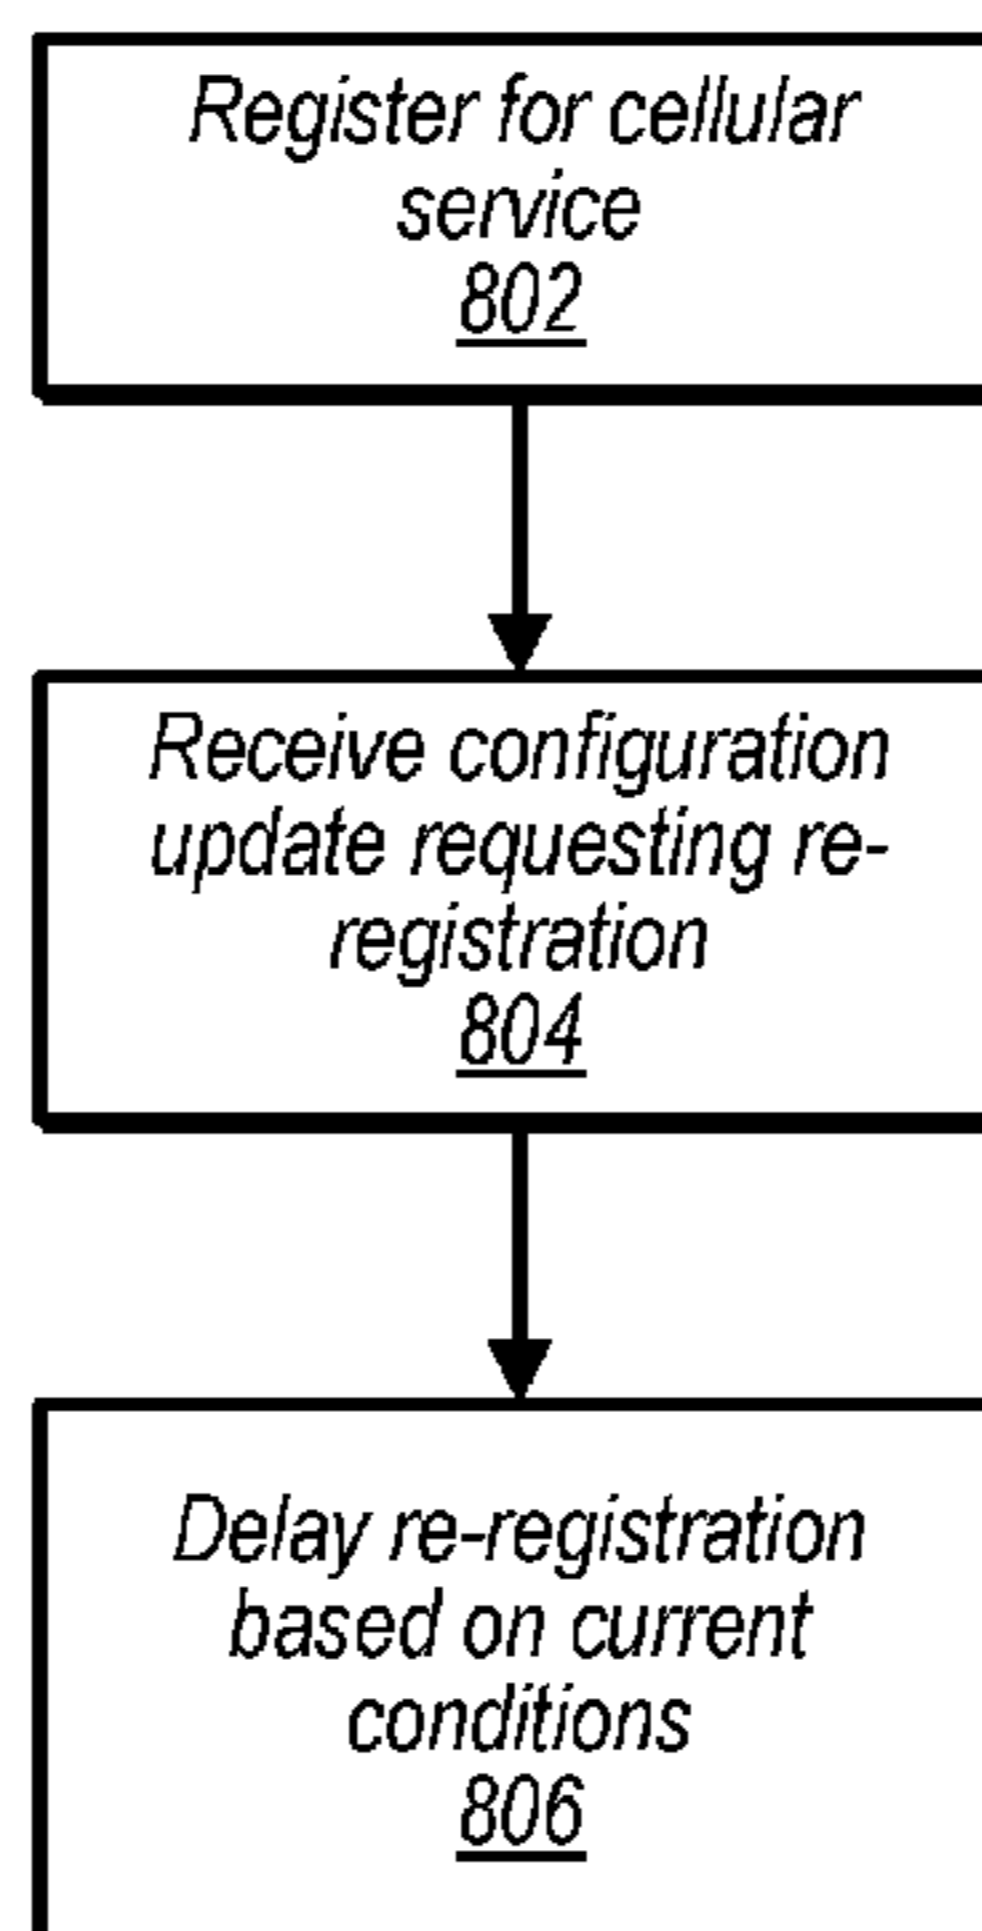 Register for cellular
service
802
Receive configuration
update requesting re-
registration
804
Delay re-registration
based on current
conditions
806